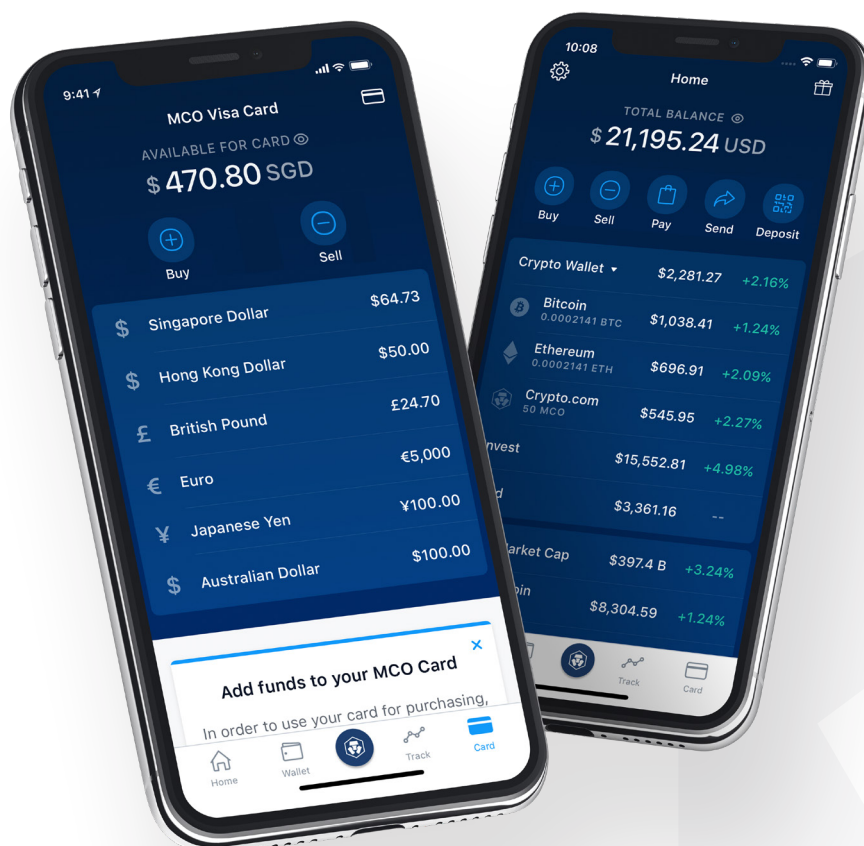 9:41
MCO Visa Card
AVAILABLE FOR CARD
$ 470.80 SGD
Buy
Sell
$ Singapore Dollar $64.73
$ Hong Kong Dollar $50.00
£ British Pound £24.70
€ Euro €5,000
¥ Japanese Yen ¥100.00
$ Australian Dollar $100.00
Add funds to your MCO Card
In order to use your card for purchasing,
Home Wallet Track Card
10:08
Home
TOTAL BALANCE
$ 21,195.24 USD
Buy Sell Pay Send Deposit
Crypto Wallet $2,281.27 +2.16%
Bitcoin
0.0002141 BTC $1,038.41 +1.24%
Ethereum
0.0002141 ETH $696.91 +2.09%
Crypto.com
50 MCO $545.95 +2.27%
nvest $15,552.81 +4.98%
d $3,361.16 --
arket Cap $397.4 B +3.24%
oin $8,304.59 +1.24%
Track Card